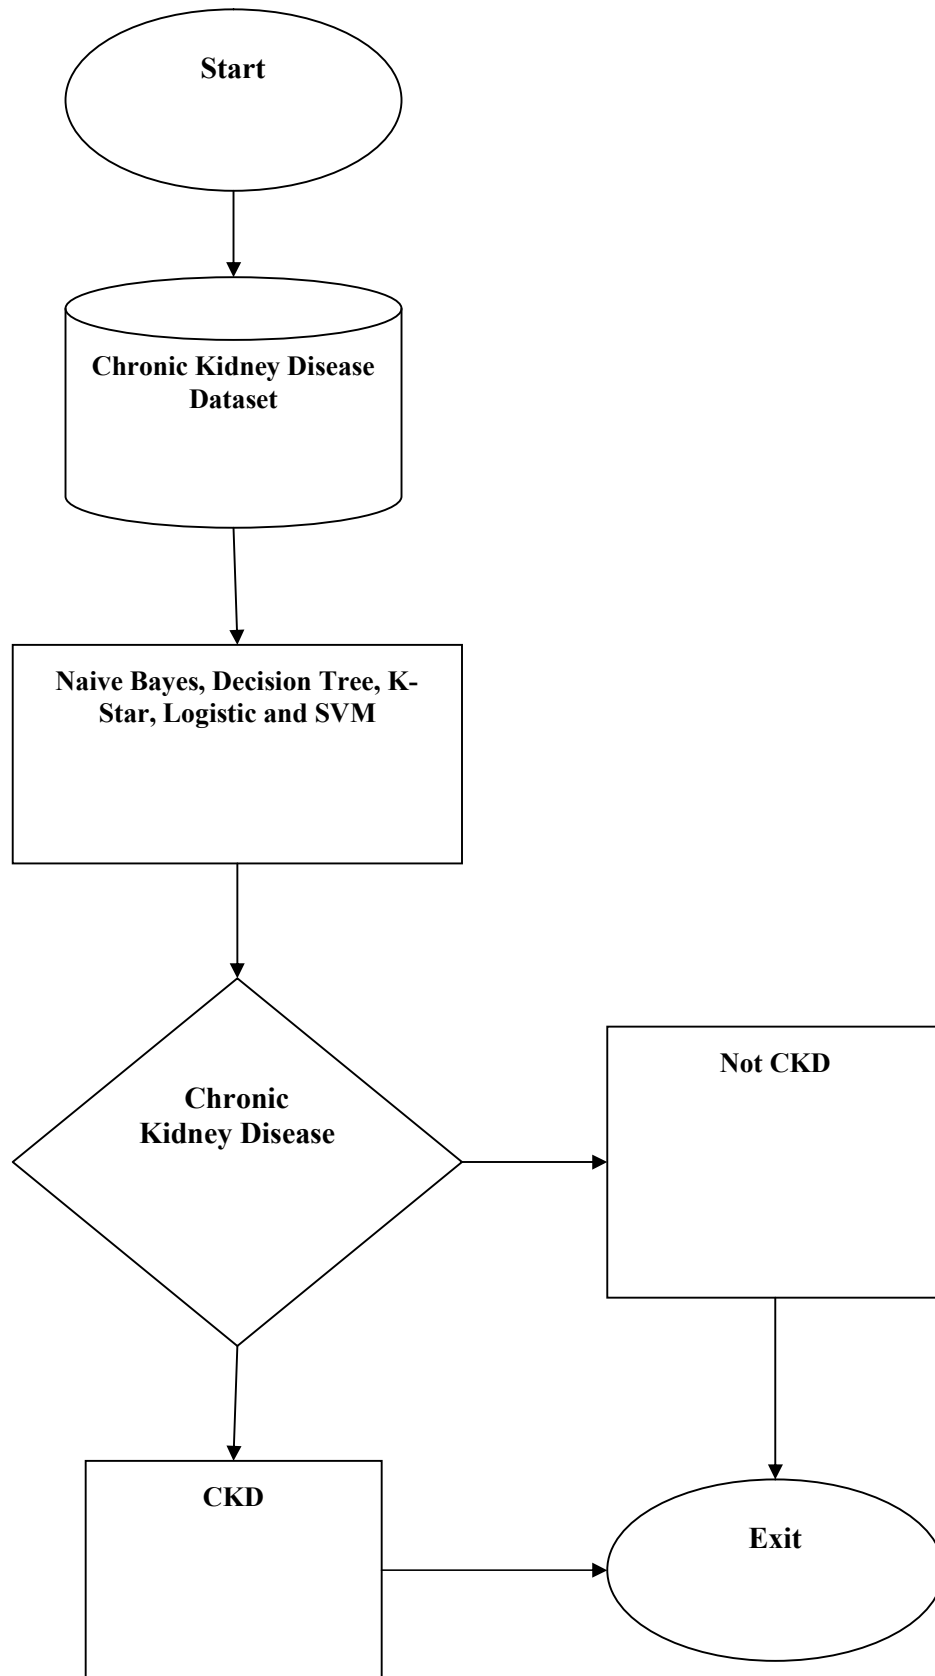 Start
Chronic Kidney Disease
Dataset
Naive Bayes, Decision Tree, K-
Star, Logistic and SVM
Chronic
Kidney Disease
Not CKD
CKD
Exit